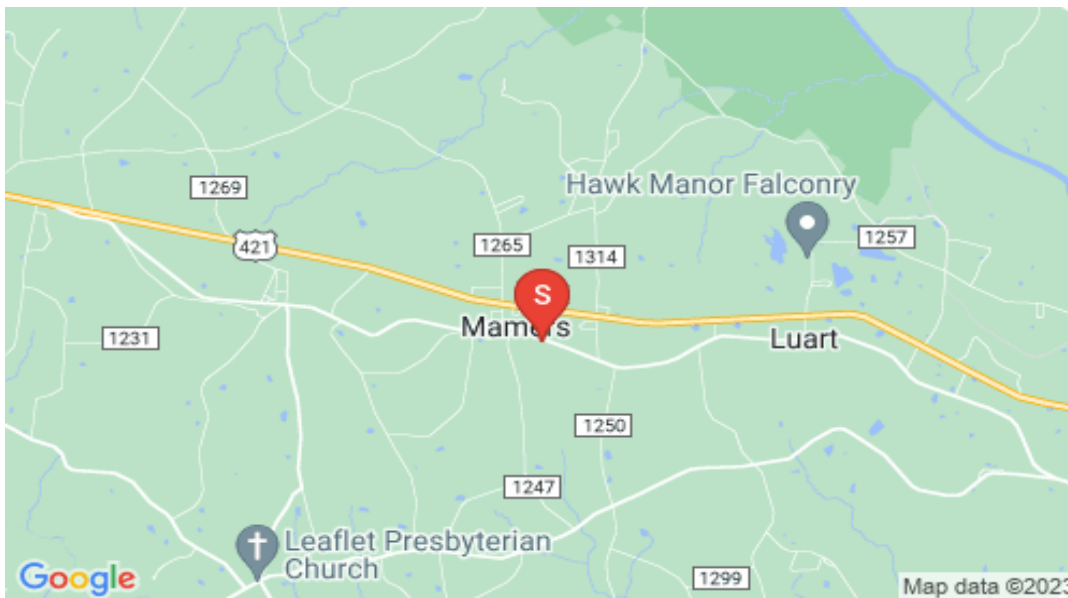 1269
Hawk Manor Falconry
421
1265
1314
1257
S
Mamers
Luart
1231
1250
1247
Leaflet Presbyterian
Church
1299
Google
Map data ©2023